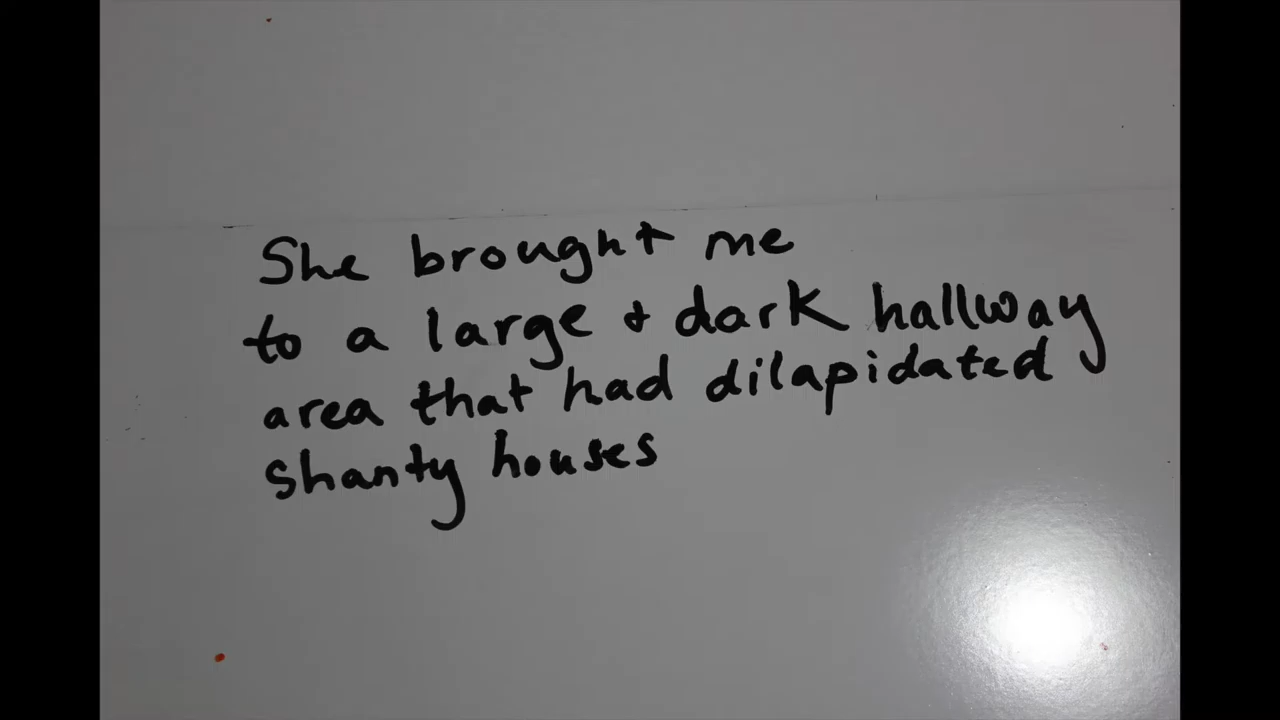 She brought me
to a large & dark hallway
area that had dilapidated
shanty houses